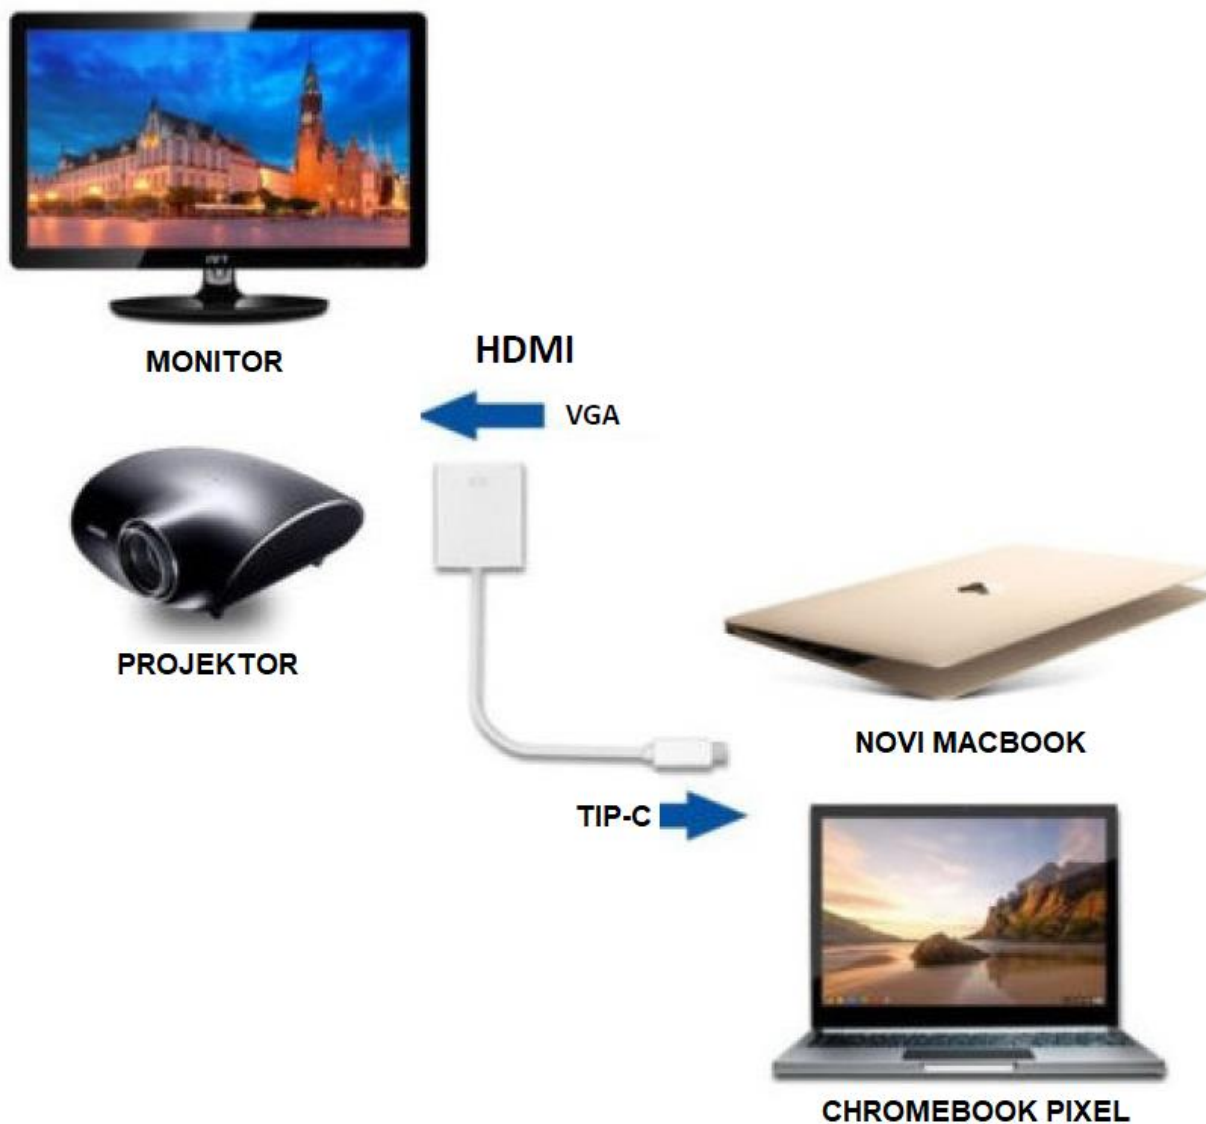 MONITOR
HDMI
VGA
PROJEKTOR
NOVI MACBOOK
TIP-C
CHROMEBOOK PIXEL